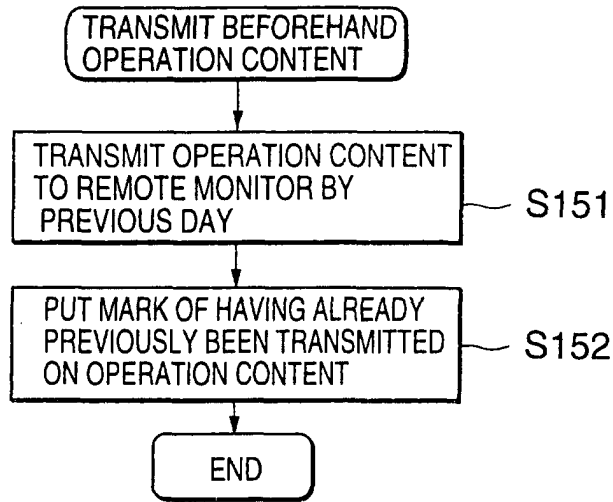 TRANSMIT BEFOREHAND
OPERATION CONTENT
TRANSMIT OPERATION CONTENT
TO REMOTE MONITOR BY
PREVIOUS DAY
S151
PUT MARK OF HAVING ALREADY
PREVIOUSLY BEEN TRANSMITTED
ON OPERATION CONTENT
S152
END